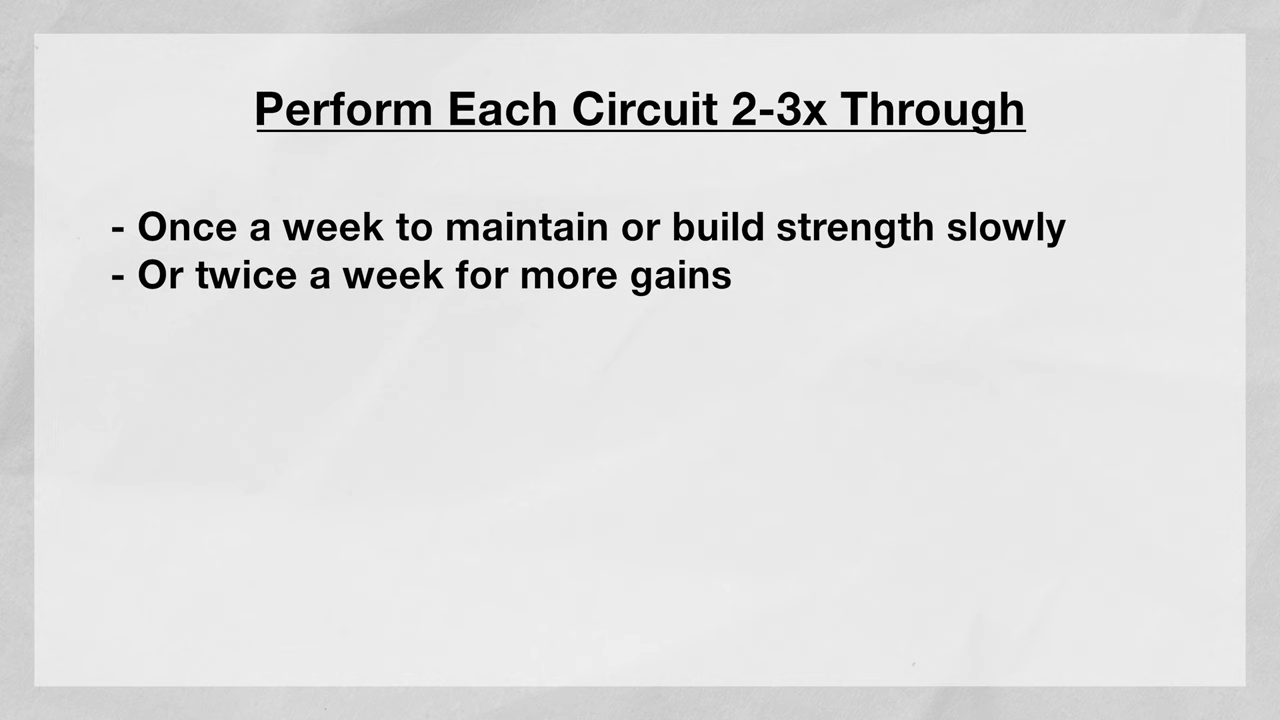 Perform Each Circuit 2-3x Through
- Once a week to maintain or build strength slowly
- Or twice a week for more gains